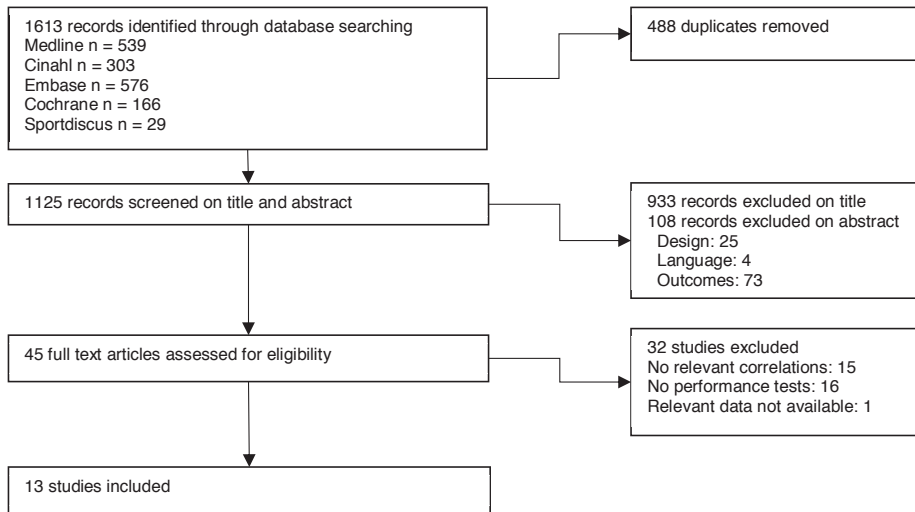 1613 records identified through database searching
Medline n = 539
Cinahl n = 303
Embase n = 576
Cochrane n = 166
Sportdiscus n = 29
488 duplicates removed
1125 records screened on title and abstract
933 records excluded on title
108 records excluded on abstract
Design: 25
Language: 4
Outcomes: 73
45 full text articles assessed for eligibility
32 studies excluded
No relevant correlations: 15
No performance tests: 16
Relevant data not available: 1
13 studies included